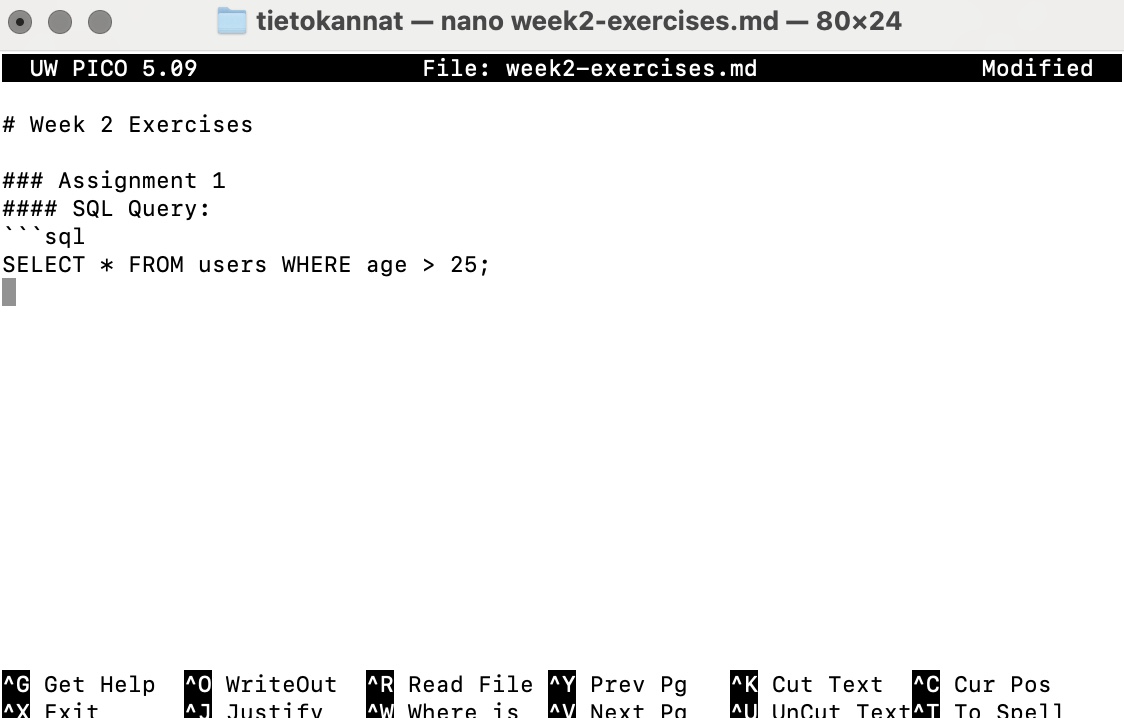 tietokannat — nano week2-exercises.md — 80×24
UW PICO 5.09 File: week2-exercises.md Modified
# Week 2 Exercises
### Assignment 1
#### SQL Query:
```sql
SELECT * FROM users WHERE age > 25;
^G Get Help ^O WriteOut ^R Read File ^Y Prev Pg ^K Cut Text ^C Cur Pos
^X Exit ^J Justify ^W Where is ^V Next Pg ^U UnCut Text^T To Spell